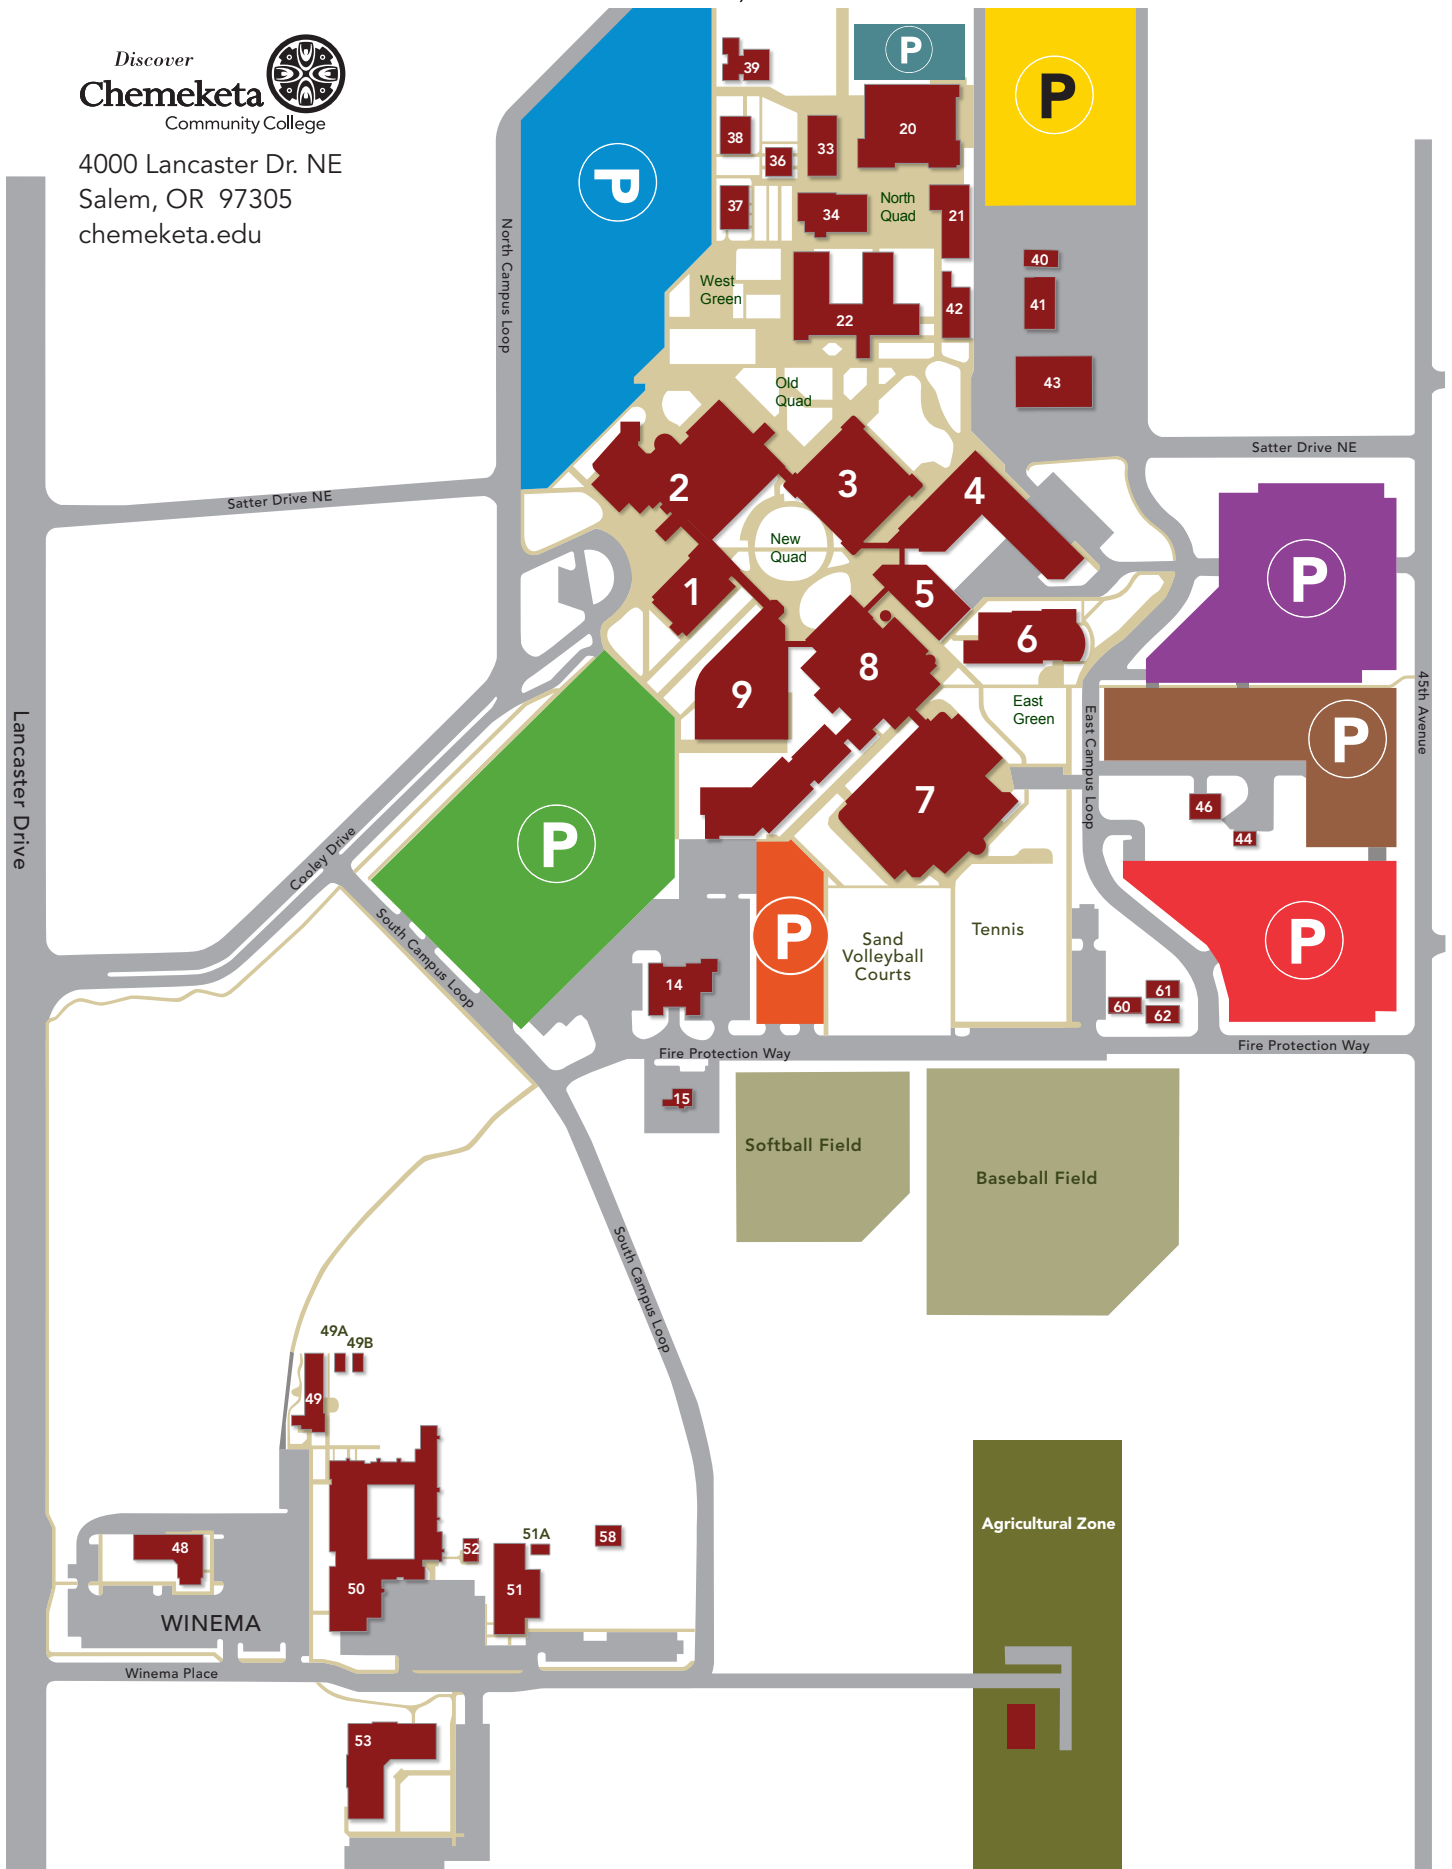 Discover
Chemeketa
Community College
4000 Lancaster Dr. NE
Salem, OR 97305
chemeketa.edu
P
P
P
39
38
36
33
20
37
34
North
Quad
21
40
41
42
43
West
Green
22
North Campus Loop
Old
Quad
Satter Drive NE
Satter Drive NE
2
3
4
New
Quad
1
5
6
8
9
7
P
East
Green
East Campus Loop
45th Avenue
P
46
44
Lancaster Drive
Cooley Drive
South Campus Loop
P
P
P
Sand
Volleyball
Courts
Tennis
14
60
61
62
Fire Protection Way
Fire Protection Way
15
Softball Field
Baseball Field
South Campus Loop
49A
49B
49
48
50
52
51A
51
58
WINEMA
Winema Place
53
Agricultural Zone